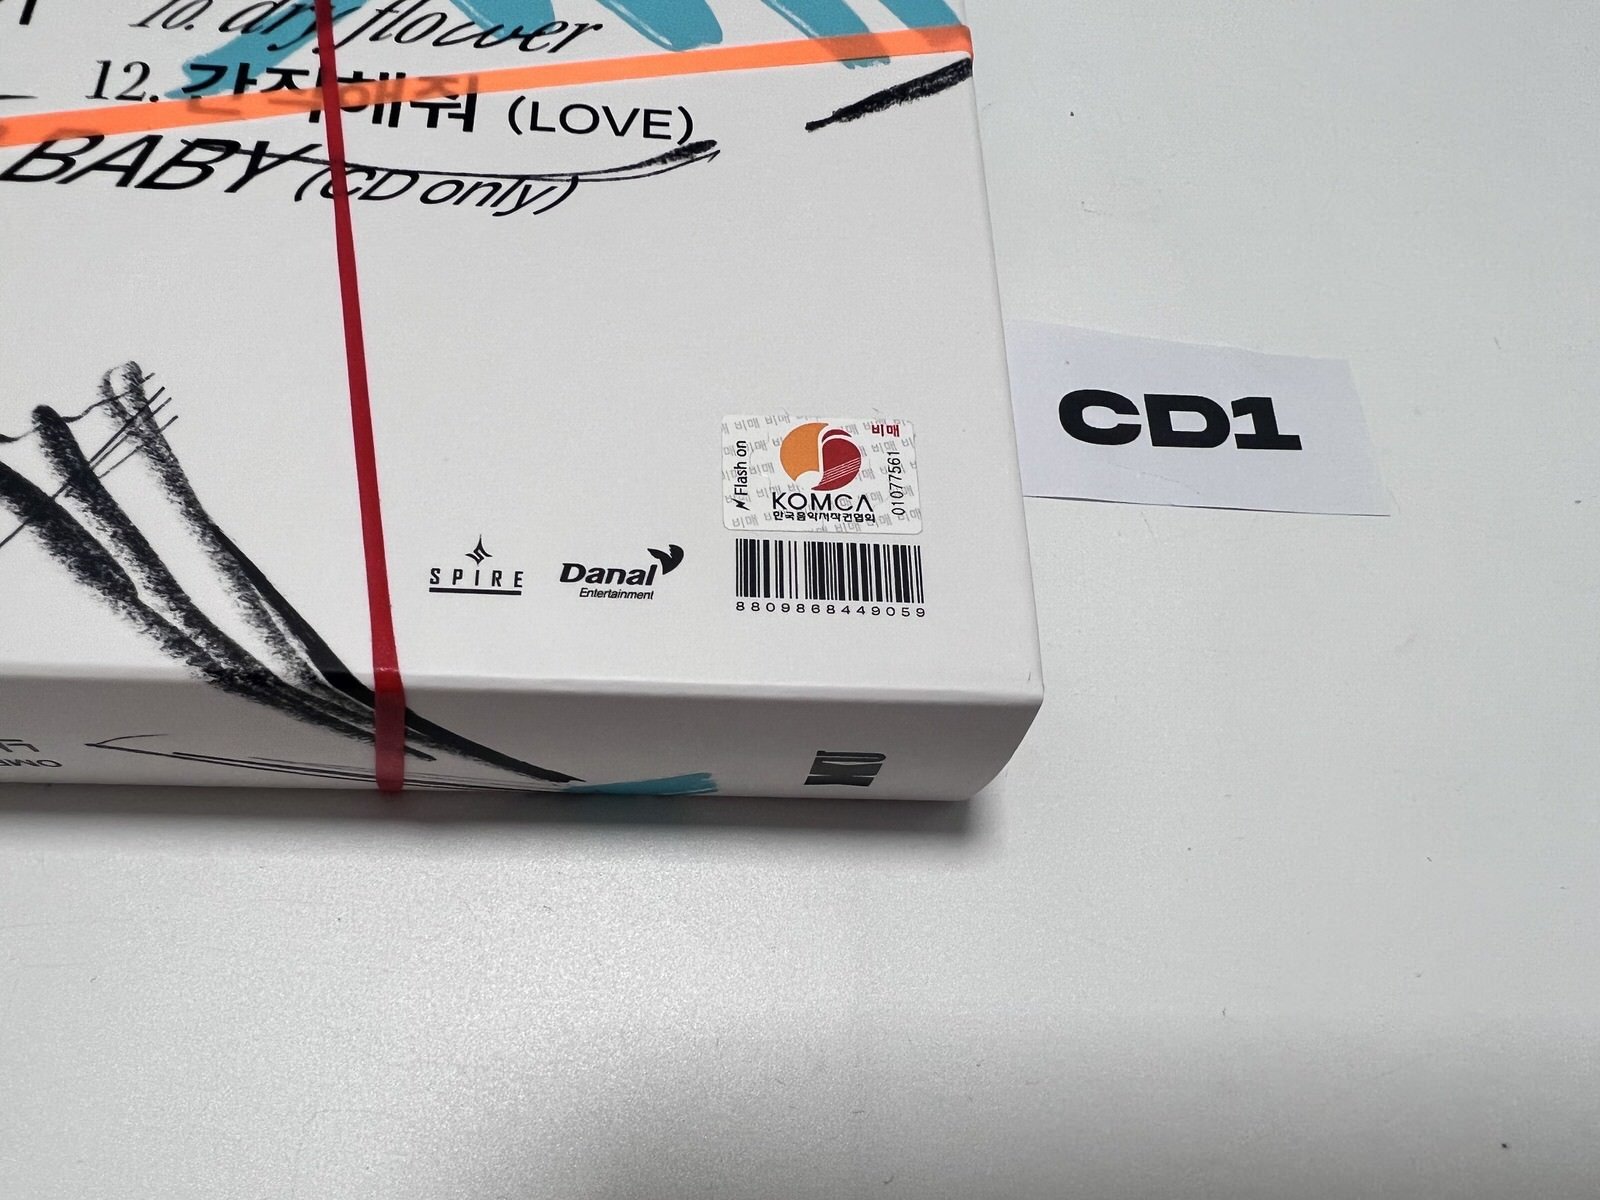 10. dry flower
12. 간직해줘 (LOVE)
BABY (CD only)
CD1
비매
Flash on
KOMCA
한국음악저작권협회
01077561
SPIRE
Danal
Entertainment
8809868449059